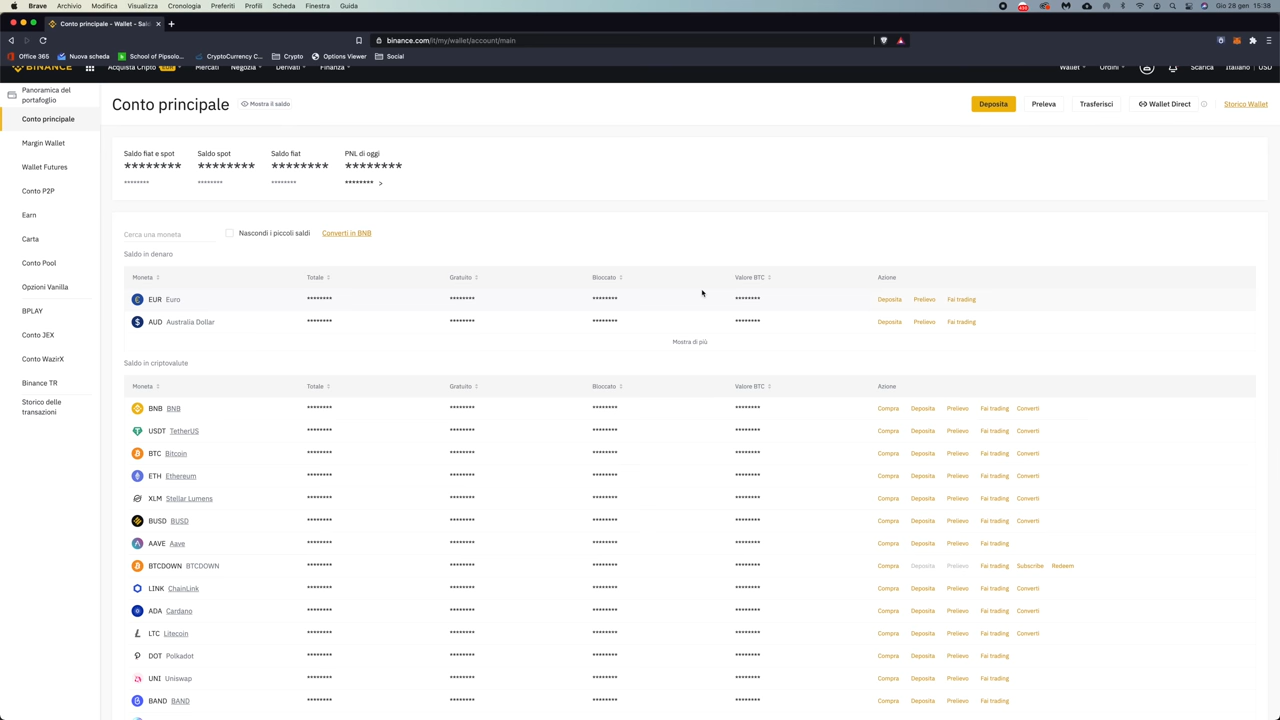 Brave Archivio Modifica Visualizza Cronologia Preferiti Profili Scheda Finestra Guida
Gio 28 gen 15:38
Conto principale - Wallet - Sald
binance.com/it/my/wallet/account/main
Office 365 Nuova scheda School of Pipsolo... CryptoCurrency C... Crypto Options Viewer Social
BINANCE Acquista Cripto EUR Mercati Negozia Derivati Finanza Wallet Ordini Scarica Italiano USD
Panoramica del
portafoglio
Conto principale
Margin Wallet
Wallet Futures
Conto P2P
Earn
Carta
Conto Pool
Opzioni Vanilla
BPLAY
Conto JEX
Conto WazirX
Binance TR
Storico delle
transazioni
Conto principale Mostra il saldo Deposita Preleva Trasferisci Wallet Direct Storico Wallet
Saldo fiat e spot Saldo spot Saldo fiat PNL di oggi
******** ******** ******** ********
******** ******** ******** ******** >
Cerca una moneta Nascondi i piccoli saldi Converti in BNB
Saldo in denaro
Moneta Totale Gratuito Bloccato Valore BTC Azione
EUR Euro ******** ******** ******** ******** Deposita Prelievo Fai trading
AUD Australia Dollar ******** ******** ******** ******** Deposita Prelievo Fai trading
Mostra di più
Saldo in criptovalute
Moneta Totale Gratuito Bloccato Valore BTC Azione
BNB BNB ******** ******** ******** ******** Compra Deposita Prelievo Fai trading Converti
USDT TetherUS ******** ******** ******** ******** Compra Deposita Prelievo Fai trading Converti
BTC Bitcoin ******** ******** ******** ******** Compra Deposita Prelievo Fai trading Converti
ETH Ethereum ******** ******** ******** ******** Compra Deposita Prelievo Fai trading Converti
XLM Stellar Lumens ******** ******** ******** ******** Compra Deposita Prelievo Fai trading Converti
BUSD BUSD ******** ******** ******** ******** Compra Deposita Prelievo Fai trading Converti
AAVE Aave ******** ******** ******** ******** Compra Deposita Prelievo Fai trading
BTCDOWN BTCDOWN ******** ******** ******** ******** Compra Deposita Prelievo Fai trading Subscribe Redeem
LINK ChainLink ******** ******** ******** ******** Compra Deposita Prelievo Fai trading Converti
ADA Cardano ******** ******** ******** ******** Compra Deposita Prelievo Fai trading Converti
LTC Litecoin ******** ******** ******** ******** Compra Deposita Prelievo Fai trading Converti
DOT Polkadot ******** ******** ******** ******** Compra Deposita Prelievo Fai trading
UNI Uniswap ******** ******** ******** ******** Compra Deposita Prelievo Fai trading
BAND BAND ******** ******** ******** ******** Compra Deposita Prelievo Fai trading